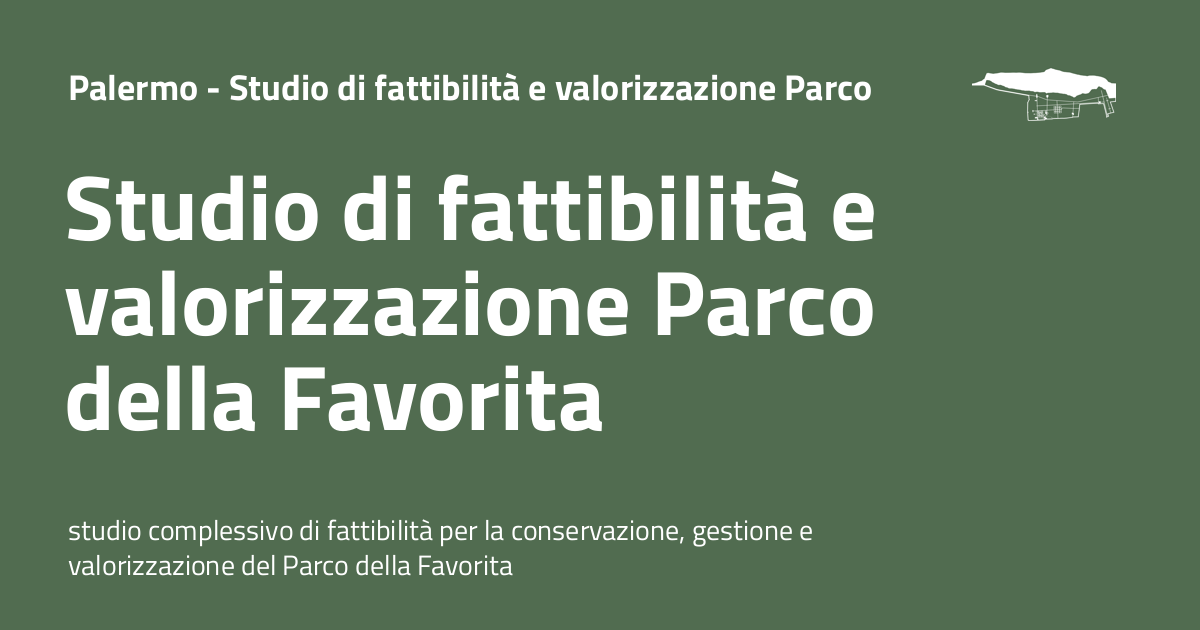 Palermo - Studio di fattibilità e valorizzazione Parco
Studio di fattibilità e
valorizzazione Parco
della Favorita
studio complessivo di fattibilità per la conservazione, gestione e
valorizzazione del Parco della Favorita